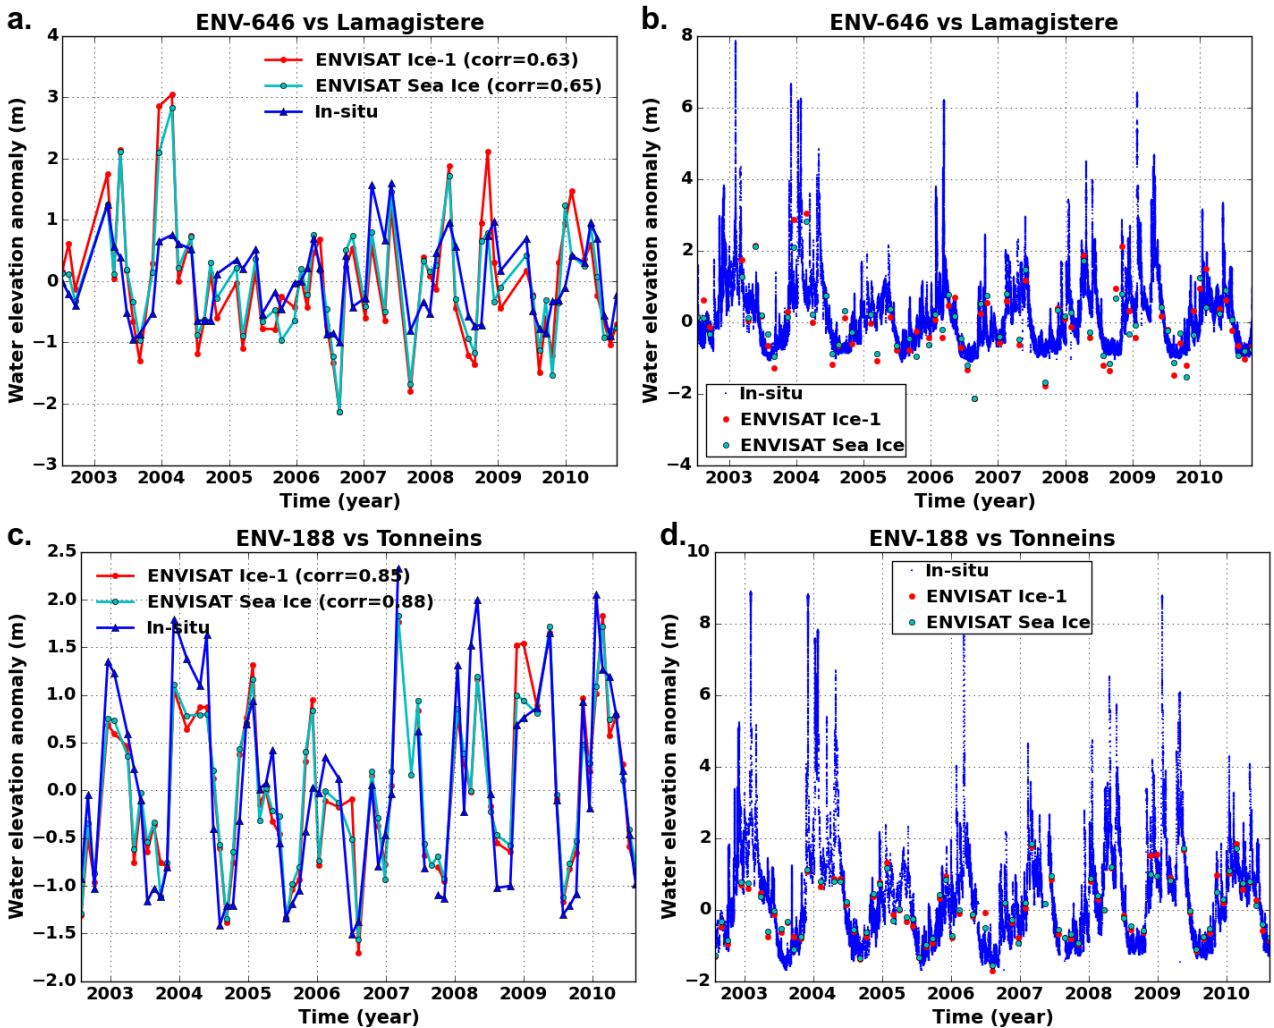 a.
ENV-646 vs Lamagistere
4
3
2
1
0
−1
−2
−3
Water elevation anomaly (m)
ENVISAT Ice-1 (corr=0.63)
ENVISAT Sea Ice (corr=0.65)
In-situ
2003 2004 2005 2006 2007 2008 2009 2010
Time (year)
b.
ENV-646 vs Lamagistere
8
6
4
2
0
−2
−4
Water elevation anomaly (m)
In-situ
ENVISAT Ice-1
ENVISAT Sea Ice
2003 2004 2005 2006 2007 2008 2009 2010
Time (year)
c.
ENV-188 vs Tonneins
2.5
2.0
1.5
1.0
0.5
0.0
−0.5
−1.0
−1.5
−2.0
Water elevation anomaly (m)
ENVISAT Ice-1 (corr=0.85)
ENVISAT Sea Ice (corr=0.88)
In-situ
2003 2004 2005 2006 2007 2008 2009 2010
Time (year)
d.
ENV-188 vs Tonneins
10
8
6
4
2
0
−2
Water elevation anomaly (m)
In-situ
ENVISAT Ice-1
ENVISAT Sea Ice
2003 2004 2005 2006 2007 2008 2009 2010
Time (year)